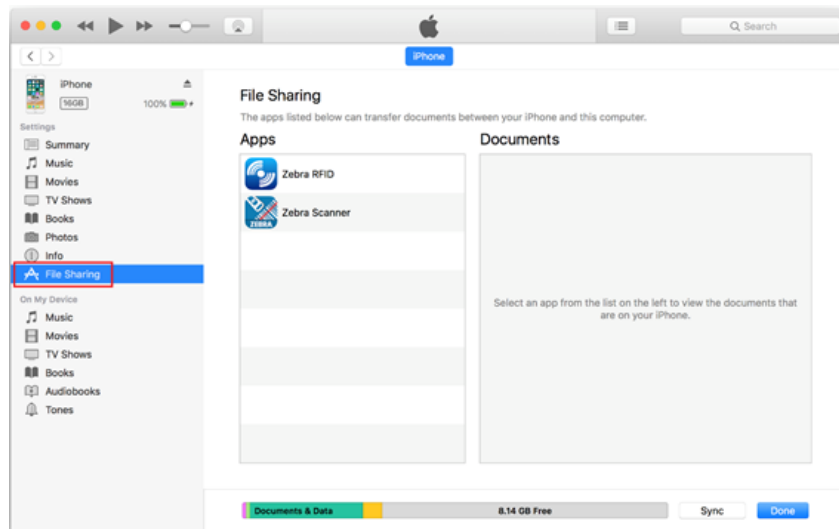 Search
iPhone
iPhone
16GB
100%
Settings
Summary
Music
Movies
TV Shows
Books
Photos
Info
File Sharing
On My Device
Music
Movies
TV Shows
Books
Audiobooks
Tones
File Sharing
The apps listed below can transfer documents between your iPhone and this computer.
Apps
Zebra RFID
ZEBRA
Zebra Scanner
Documents
Select an app from the list on the left to view the documents that
are on your iPhone.
Documents & Data
8.14 GB Free
Sync
Done